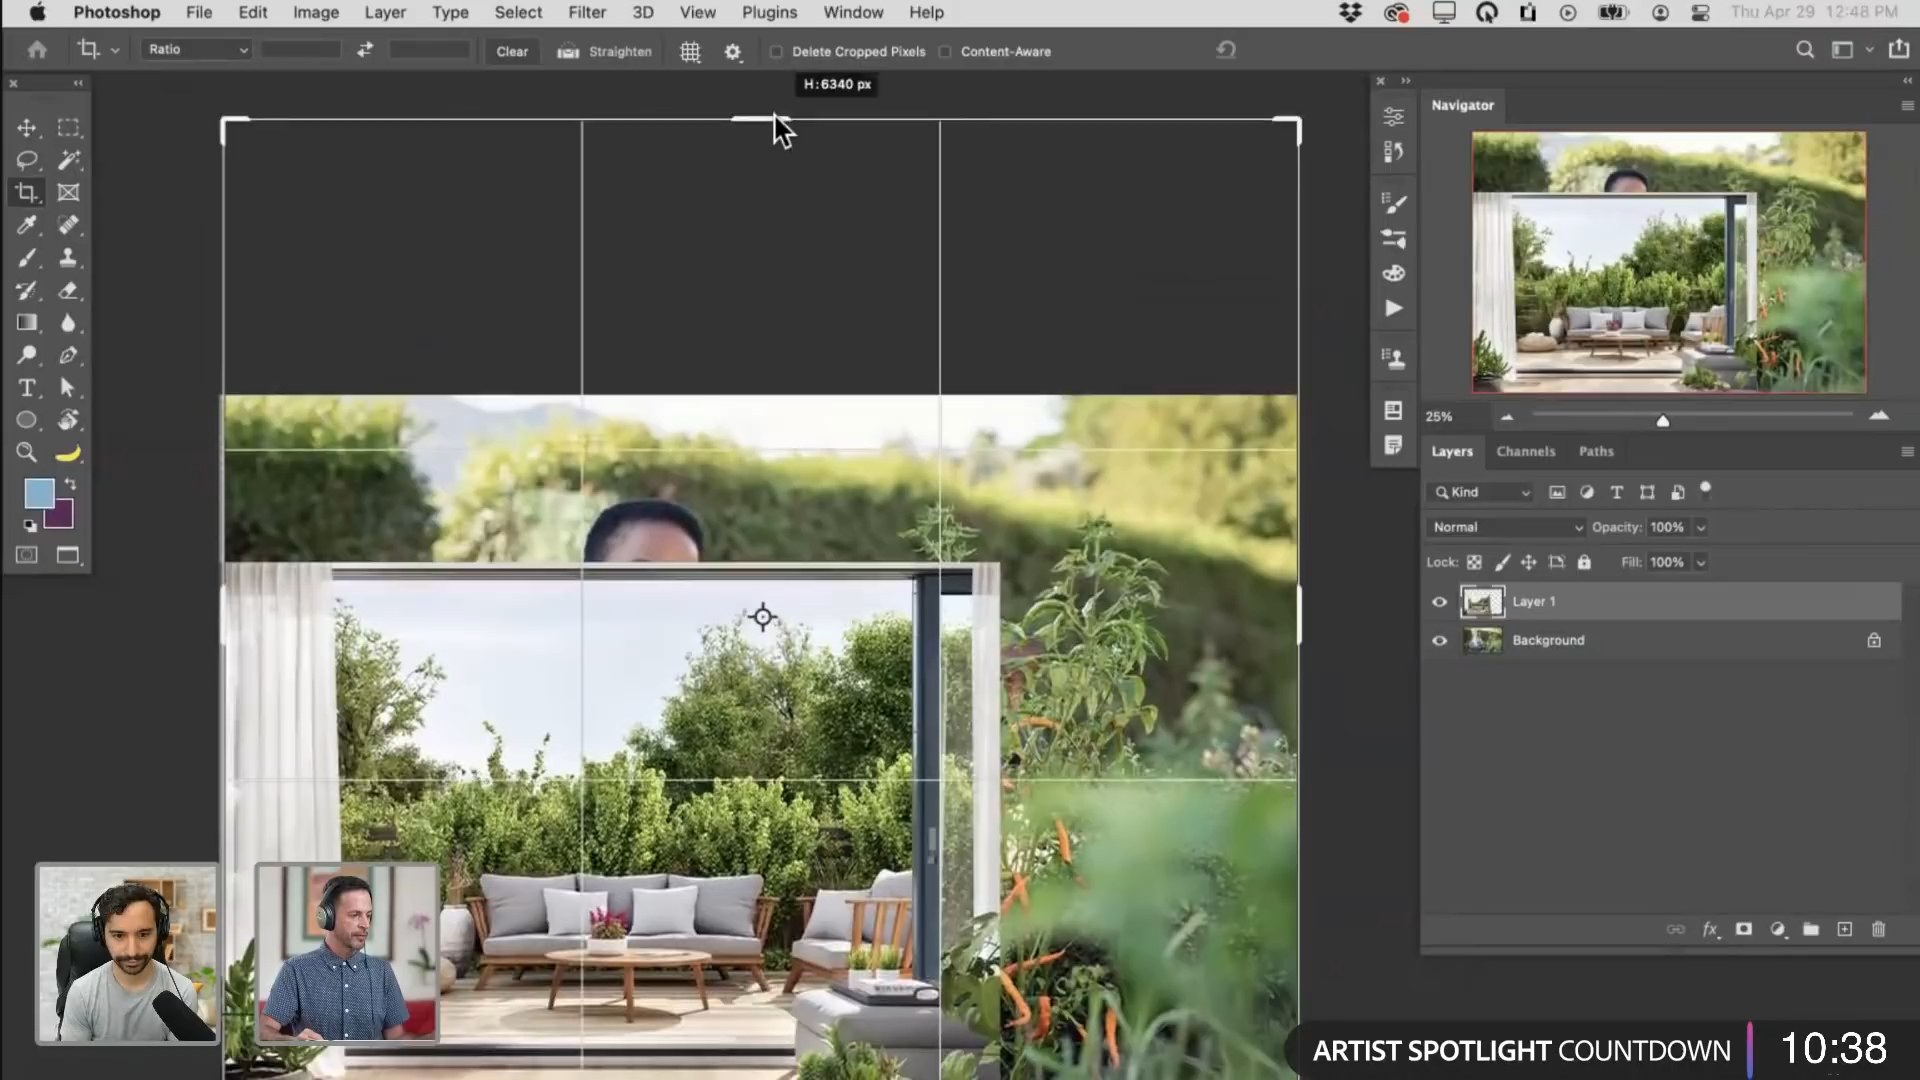 Photoshop File Edit Image Layer Type Select Filter 3D View Plugins Window Help Thu Apr 29 12:48 PM
Ratio Clear Straighten Delete Cropped Pixels Content-Aware
H:6340 px
Navigator
25%
Layers Channels Paths
Kind
Normal Opacity: 100%
Lock: Fill: 100%
Layer 1
Background
fx
ARTIST SPOTLIGHT COUNTDOWN 10:38